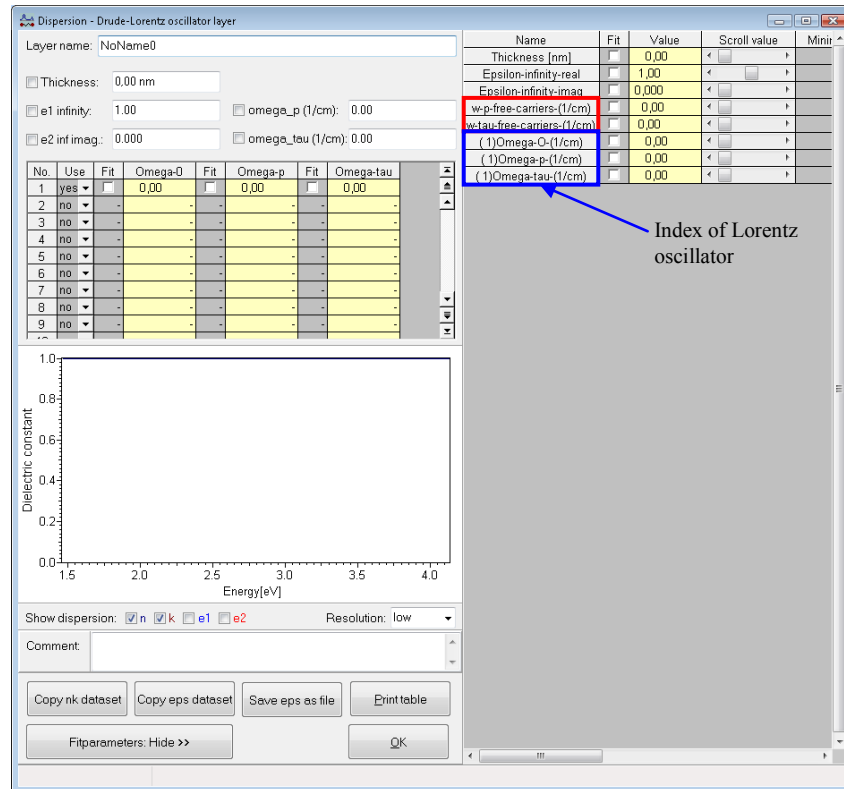 Dispersion - Drude-Lorentz oscillator layer
Layer name: NoName0
Thickness: 0,00 nm
e1 infinity: 1.00 omega_p (1/cm): 0.00
e2 inf imag.: 0.000 omega_tau (1/cm): 0.00
No. Use Fit Omega-0 Fit Omega-p Fit Omega-tau
1 yes 0,00 0,00 0,00
2 no - - - - - -
3 no - - - - - -
4 no - - - - - -
5 no - - - - - -
6 no - - - - - -
7 no - - - - - -
8 no - - - - - -
9 no - - - - - -
1.0
0.8
0.6
0.4
0.2
0.0
Dielectric constant
1.5 2.0 2.5 3.0 3.5 4.0
Energy[eV]
Show dispersion: n k e1 e2 Resolution: low
Comment:
Copy nk dataset Copy eps dataset Save eps as file Print table
Fitparameters: Hide >> OK
Name Fit Value Scroll value Minir
Thickness [nm] 0,00
Epsilon-infinity-real 1,00
Epsilon-infinity-imag 0,000
w-p-free-carriers-(1/cm) 0,00
w-tau-free-carriers-(1/cm) 0,00
( 1)Omega-O-(1/cm) 0,00
( 1)Omega-p-(1/cm) 0,00
( 1)Omega-tau-(1/cm) 0,00
Index of Lorentz
oscillator